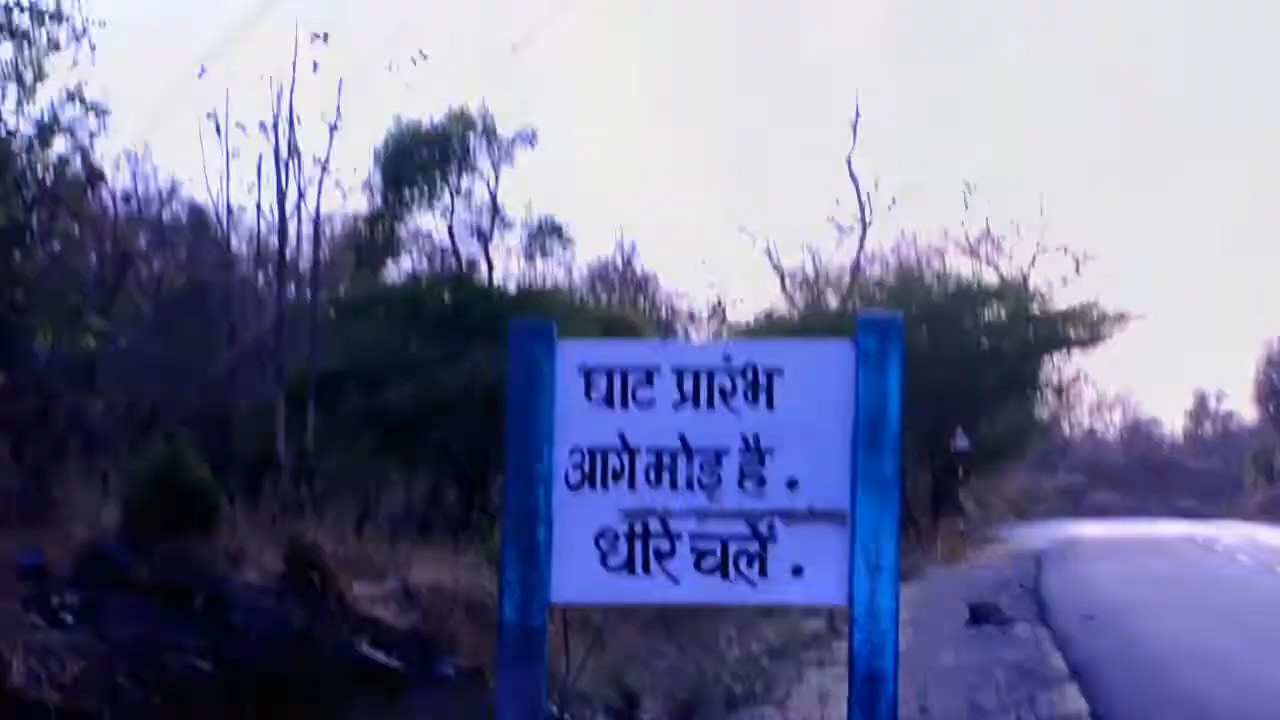 घाट प्रारंभ
आगे मोड़ है .
धीरे चलें .